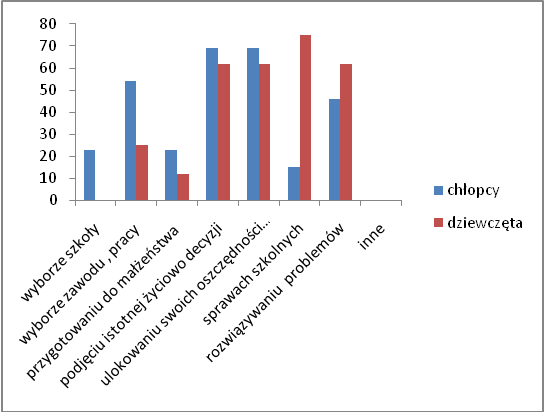 80
70
60
50
40
30
20
10
0
wyborze szkoły
wyborze zawodu , pracy
przygotowaniu do małżeństwa
podjęciu istotnej życiowo decyzji
ulokowaniu swoich oszczędności...
sprawach szkolnych
rozwiązywaniu problemów
inne
chłopcy
dziewczęta